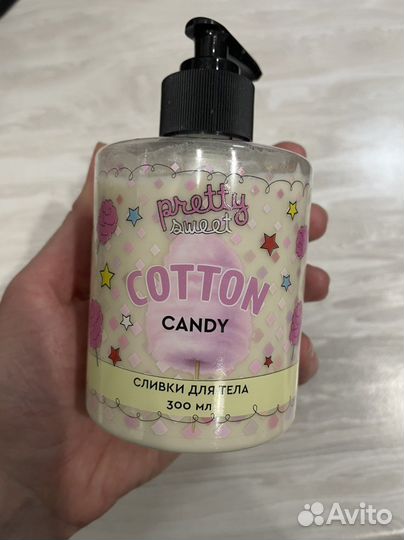 pretty
sweet
COTTON
CANDY
СЛИВКИ ДЛЯ ТЕЛА
300 МЛ
Avito